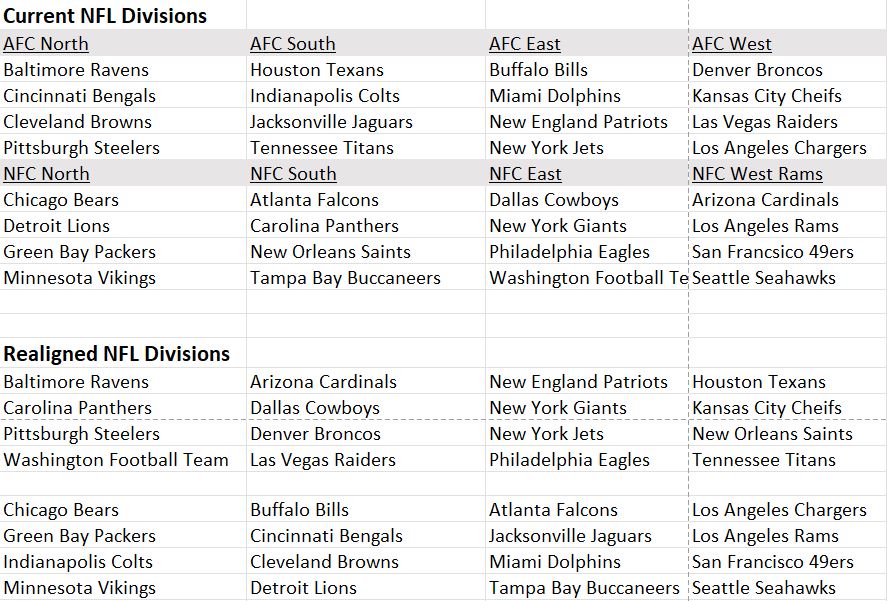 Current NFL Divisions
AFC North AFC South AFC East AFC West
Baltimore Ravens Houston Texans Buffalo Bills Denver Broncos
Cincinnati Bengals Indianapolis Colts Miami Dolphins Kansas City Cheifs
Cleveland Browns Jacksonville Jaguars New England Patriots Las Vegas Raiders
Pittsburgh Steelers Tennessee Titans New York Jets Los Angeles Chargers
NFC North NFC South NFC East NFC West Rams
Chicago Bears Atlanta Falcons Dallas Cowboys Arizona Cardinals
Detroit Lions Carolina Panthers New York Giants Los Angeles Rams
Green Bay Packers New Orleans Saints Philadelphia Eagles San Francsico 49ers
Minnesota Vikings Tampa Bay Buccaneers Washington Football Te Seattle Seahawks
Realigned NFL Divisions
Baltimore Ravens Arizona Cardinals New England Patriots Houston Texans
Carolina Panthers Dallas Cowboys New York Giants Kansas City Cheifs
Pittsburgh Steelers Denver Broncos New York Jets New Orleans Saints
Washington Football Team Las Vegas Raiders Philadelphia Eagles Tennessee Titans
Chicago Bears Buffalo Bills Atlanta Falcons Los Angeles Chargers
Green Bay Packers Cincinnati Bengals Jacksonville Jaguars Los Angeles Rams
Indianapolis Colts Cleveland Browns Miami Dolphins San Francisco 49ers
Minnesota Vikings Detroit Lions Tampa Bay Buccaneers Seattle Seahawks